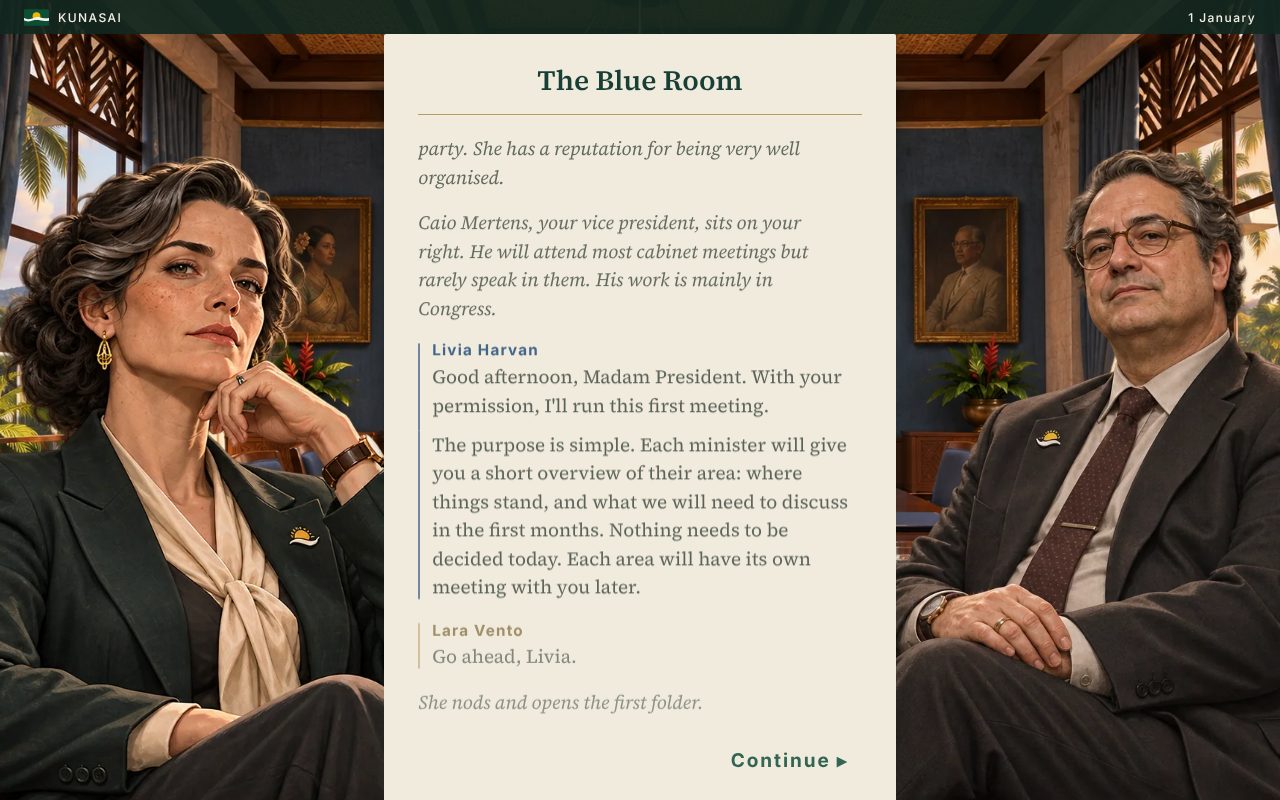 KUNASAI
1 January
The Blue Room
party. She has a reputation for being very well
organised.
Caio Mertens, your vice president, sits on your
right. He will attend most cabinet meetings but
rarely speak in them. His work is mainly in
Congress.
Livia Harvan
Good afternoon, Madam President. With your
permission, I'll run this first meeting.
The purpose is simple. Each minister will give
you a short overview of their area: where
things stand, and what we will need to discuss
in the first months. Nothing needs to be
decided today. Each area will have its own
meeting with you later.
Lara Vento
Go ahead, Livia.
She nods and opens the first folder.
Continue ▸